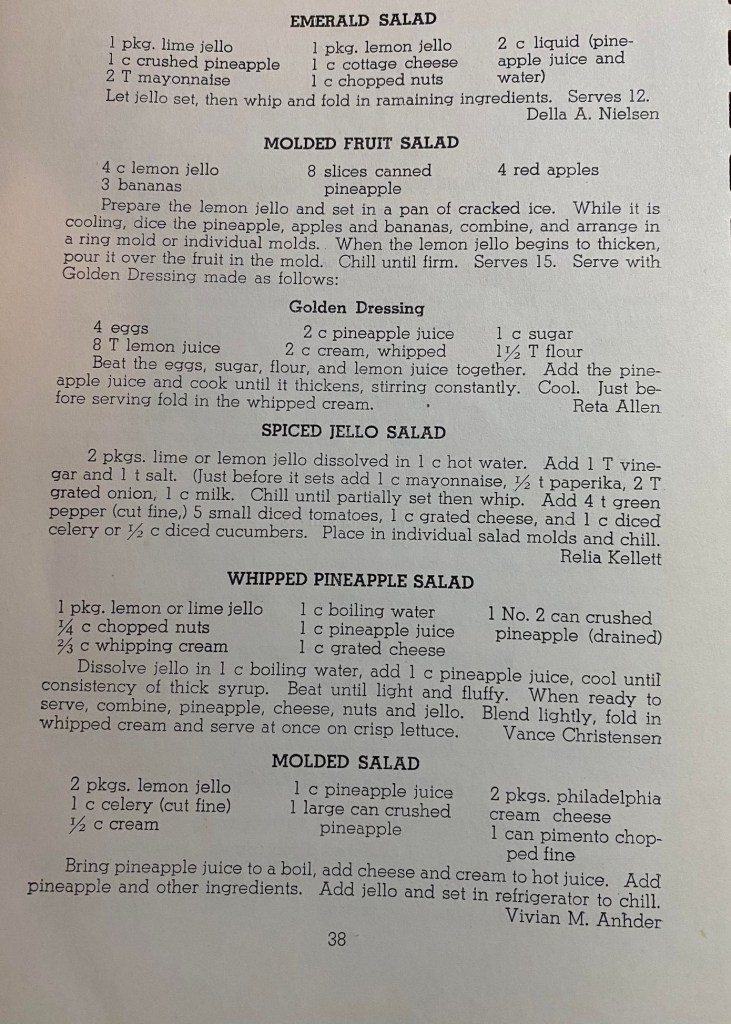 EMERALD SALAD
1 pkg. lime jello 1 pkg. lemon jello 2 c liquid (pine-
1 c crushed pineapple 1 c cottage cheese apple juice and
2 T mayonnaise 1 c chopped nuts water)
Let jello set, then whip and fold in ramaining ingredients. Serves 12.
Della A. Nielsen
MOLDED FRUIT SALAD
4 c lemon jello 8 slices canned 4 red apples
3 bananas pineapple
Prepare the lemon jello and set in a pan of cracked ice. While it is
cooling, dice the pineapple, apples and bananas, combine, and arrange in
a ring mold or individual molds. When the lemon jello begins to thicken,
pour it over the fruit in the mold. Chill until firm. Serves 15. Serve with
Golden Dressing made as follows:
Golden Dressing
4 eggs 2 c pineapple juice 1 c sugar
8 T lemon juice 2 c cream, whipped 1½ T flour
Beat the eggs, sugar, flour, and lemon juice together. Add the pine-
apple juice and cook until it thickens, stirring constantly. Cool. Just be-
fore serving fold in the whipped cream. Reta Allen
SPICED JELLO SALAD
2 pkgs. lime or lemon jello dissolved in 1 c hot water. Add 1 T vine-
gar and 1 t salt. (Just before it sets add 1 c mayonnaise, ½ t paprika, 2 T
grated onion, 1 c milk. Chill until partially set then whip. Add 4 t green
pepper (cut fine,) 5 small diced tomatoes, 1 c grated cheese, and 1 c diced
celery or ½ c diced cucumbers. Place in individual salad molds and chill.
Relia Kellett
WHIPPED PINEAPPLE SALAD
1 pkg. lemon or lime jello 1 c boiling water 1 No. 2 can crushed
¼ c chopped nuts 1 c pineapple juice pineapple (drained)
⅔ c whipping cream 1 c grated cheese
Dissolve jello in 1 c boiling water, add 1 c pineapple juice, cool until
consistency of thick syrup. Beat until light and fluffy. When ready to
serve, combine, pineapple, cheese, nuts and jello. Blend lightly, fold in
whipped cream and serve at once on crisp lettuce. Vance Christensen
MOLDED SALAD
2 pkgs. lemon jello 1 c pineapple juice 2 pkgs. philadelphia
1 c celery (cut fine) 1 large can crushed cream cheese
½ c cream pineapple 1 can pimento chop-
ped fine
Bring pineapple juice to a boil, add cheese and cream to hot juice. Add
pineapple and other ingredients. Add jello and set in refrigerator to chill.
Vivian M. Anhder
38